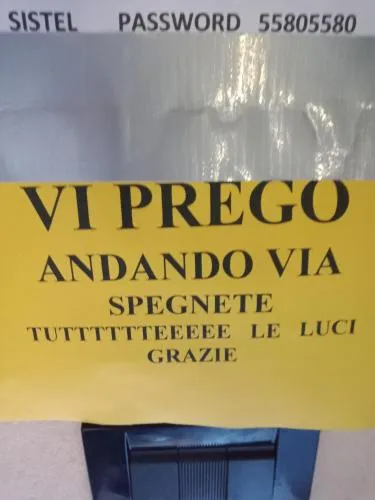 SISTEL PASSWORD 55805580
VI PREGO
ANDANDO VIA
SPEGNETE
TUTTTTTTEEEEE LE LUCI
GRAZIE